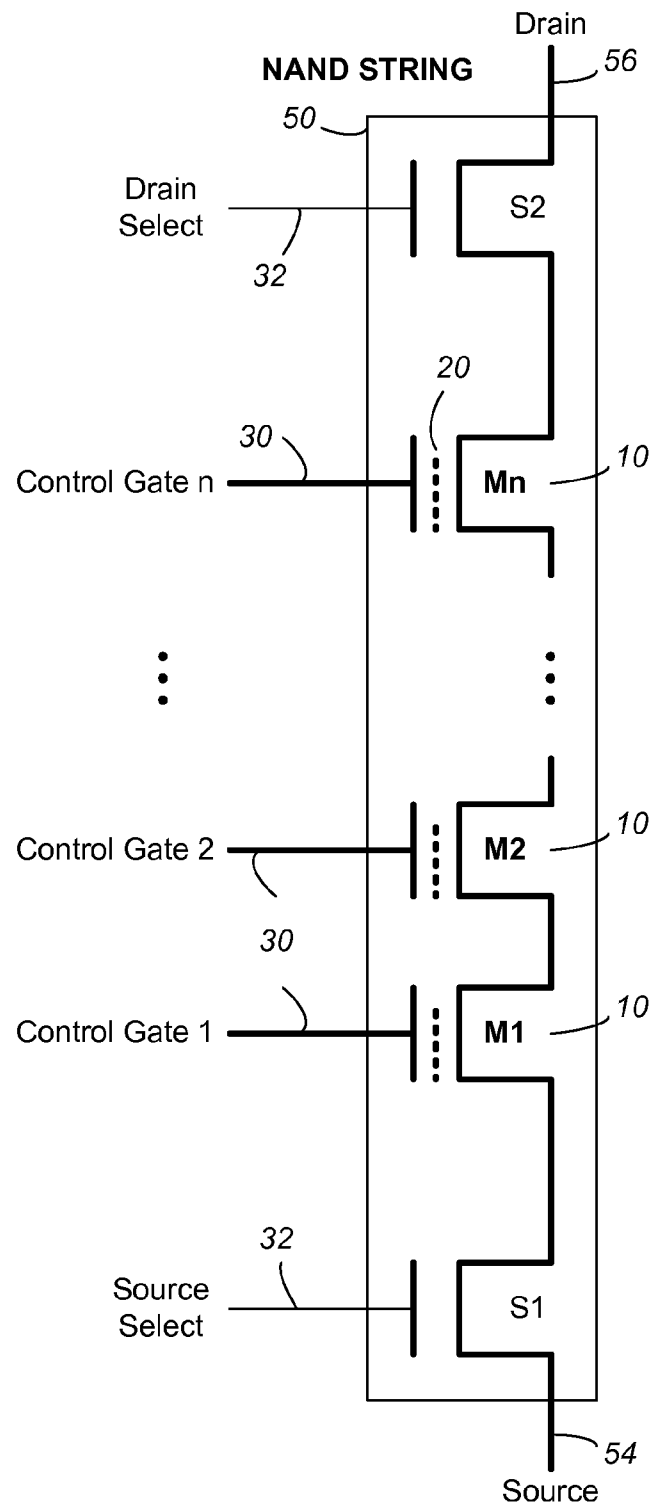 Drain
NAND STRING
56
50
Drain
Select
S2
32
20
30
Control Gate n
Mn
10
Control Gate 2
M2
10
30
Control Gate 1
M1
10
32
Source
Select
S1
54
Source